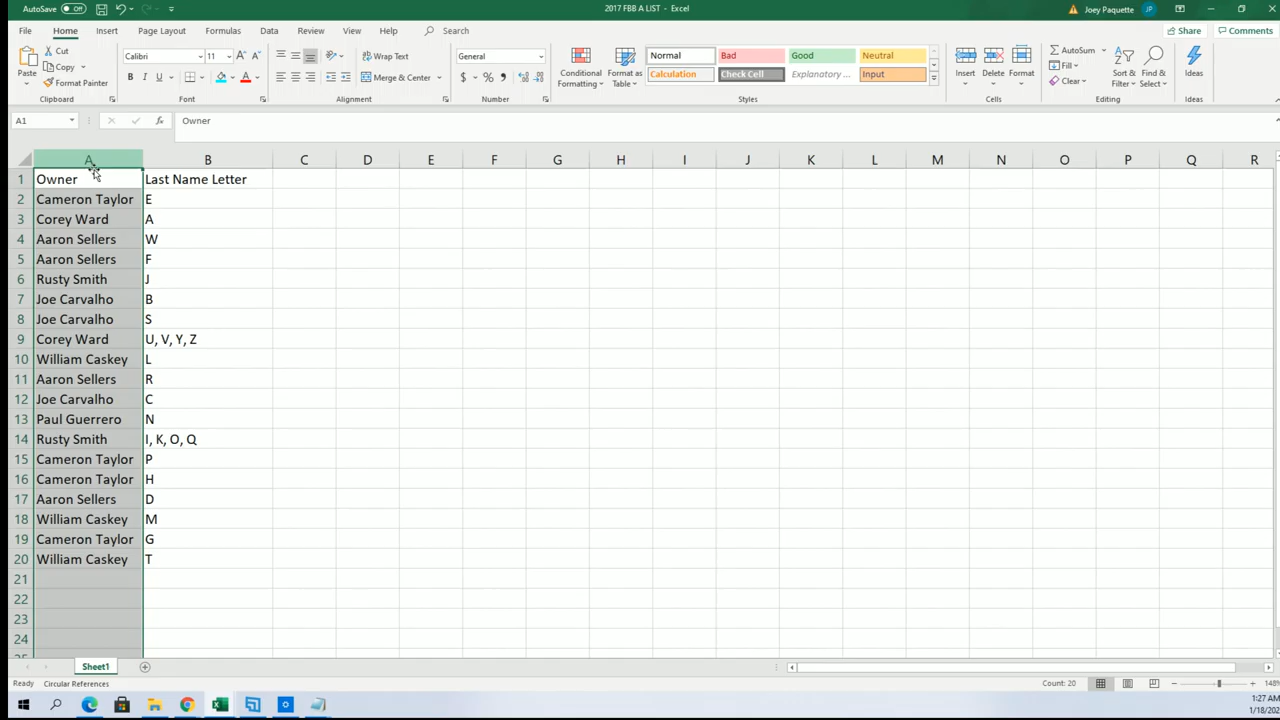 AutoSave Off 2017 FBB A LIST - Excel Joey Paquette JP
File Home Insert Page Layout Formulas Data Review View Help Search Share Comments
Paste Cut Copy Format Painter
Calibri 11 A A B I U A
Wrap Text Merge & Center
General $ % ,
Conditional Formatting Format as Table
Normal Bad Good Neutral
Calculation Check Cell Explanatory ... Input
Insert Delete Format
AutoSum Fill Clear Sort & Filter Find & Select Ideas
Clipboard Font Alignment Number Styles Cells Editing Ideas
A1 fx Owner
A B C D E F G H I J K L M N O P Q R
1 Owner Last Name Letter
2 Cameron Taylor E
3 Corey Ward A
4 Aaron Sellers W
5 Aaron Sellers F
6 Rusty Smith J
7 Joe Carvalho B
8 Joe Carvalho S
9 Corey Ward U, V, Y, Z
10 William Caskey L
11 Aaron Sellers R
12 Joe Carvalho C
13 Paul Guerrero N
14 Rusty Smith I, K, O, Q
15 Cameron Taylor P
16 Cameron Taylor H
17 Aaron Sellers D
18 William Caskey M
19 Cameron Taylor G
20 William Caskey T
21
22
23
24
Sheet1
Ready Circular References Count: 20 148%
1:27 AM
1/18/202